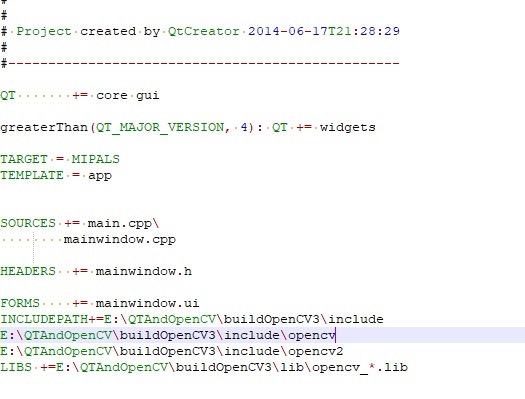 #
#
# Project created by QtCreator 2014-06-17T21:28:29
#
#-------------------------------------------------
QT       += core gui
greaterThan(QT_MAJOR_VERSION, 4): QT += widgets
TARGET = MIPALS
TEMPLATE = app
SOURCES += main.cpp\
        mainwindow.cpp
HEADERS  += mainwindow.h
FORMS    += mainwindow.ui
INCLUDEPATH+=E:\QTAndOpenCV\buildOpenCV3\include
E:\QTAndOpenCV\buildOpenCV3\include\opencv
E:\QTAndOpenCV\buildOpenCV3\include\opencv2
LIBS +=E:\QTAndOpenCV\buildOpenCV3\lib\opencv_*.lib